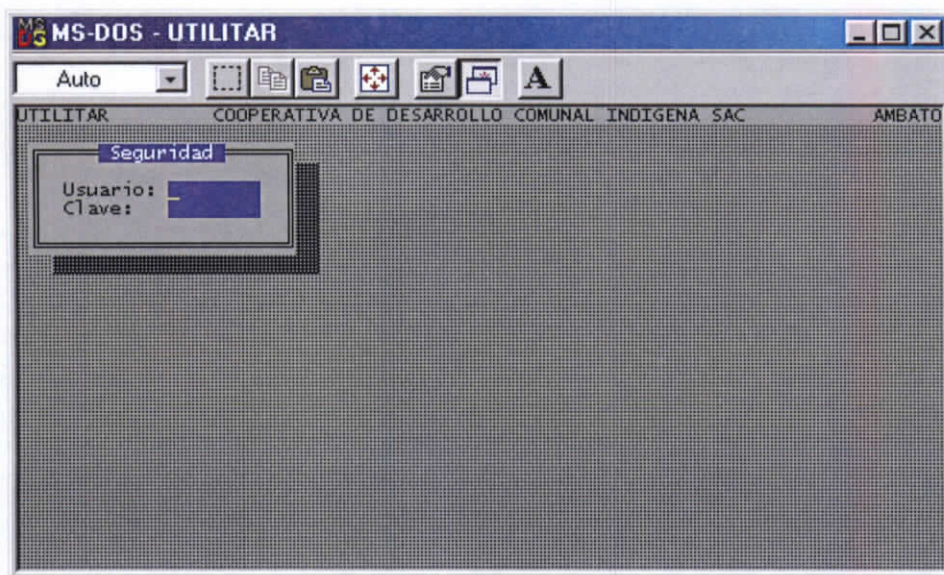 MS-DOS - UTILITAR
Auto A
UTILITAR COOPERATIVA DE DESARROLLO COMUNAL INDIGENA SAC AMBATO
Seguridad
Usuario:
Clave: